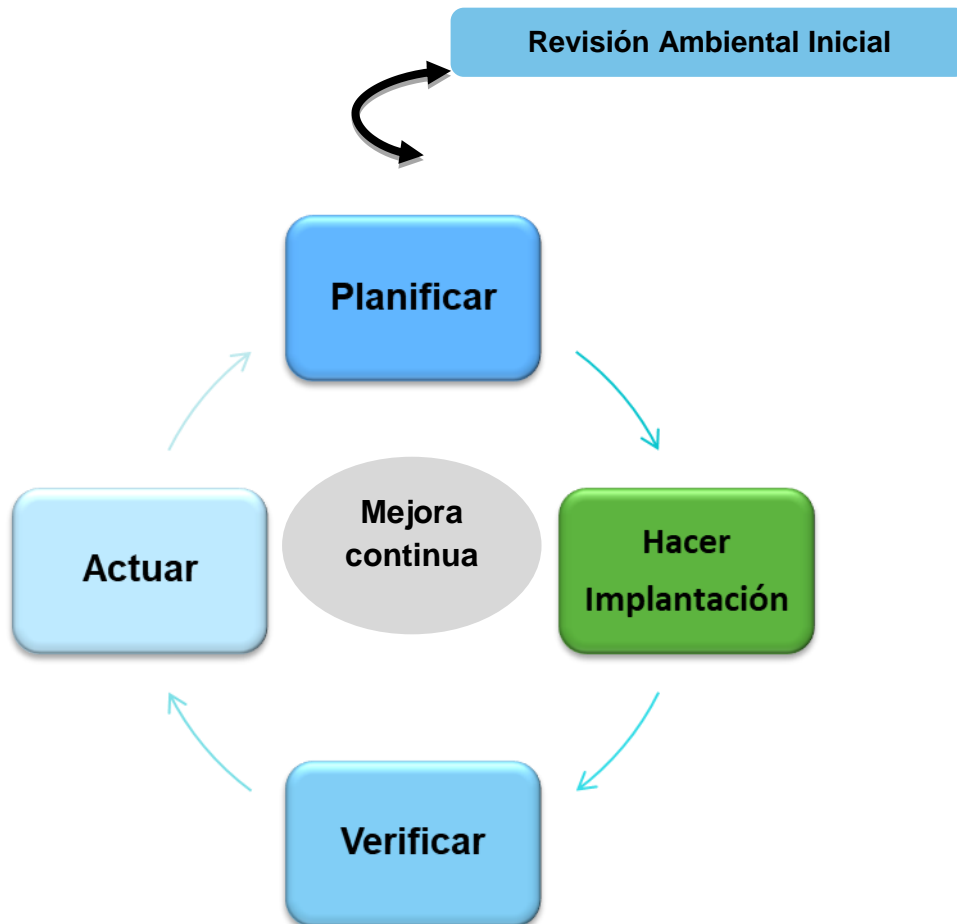 Revisión Ambiental Inicial
Planificar
Mejora
continua
Actuar
Hacer
Implantación
Verificar